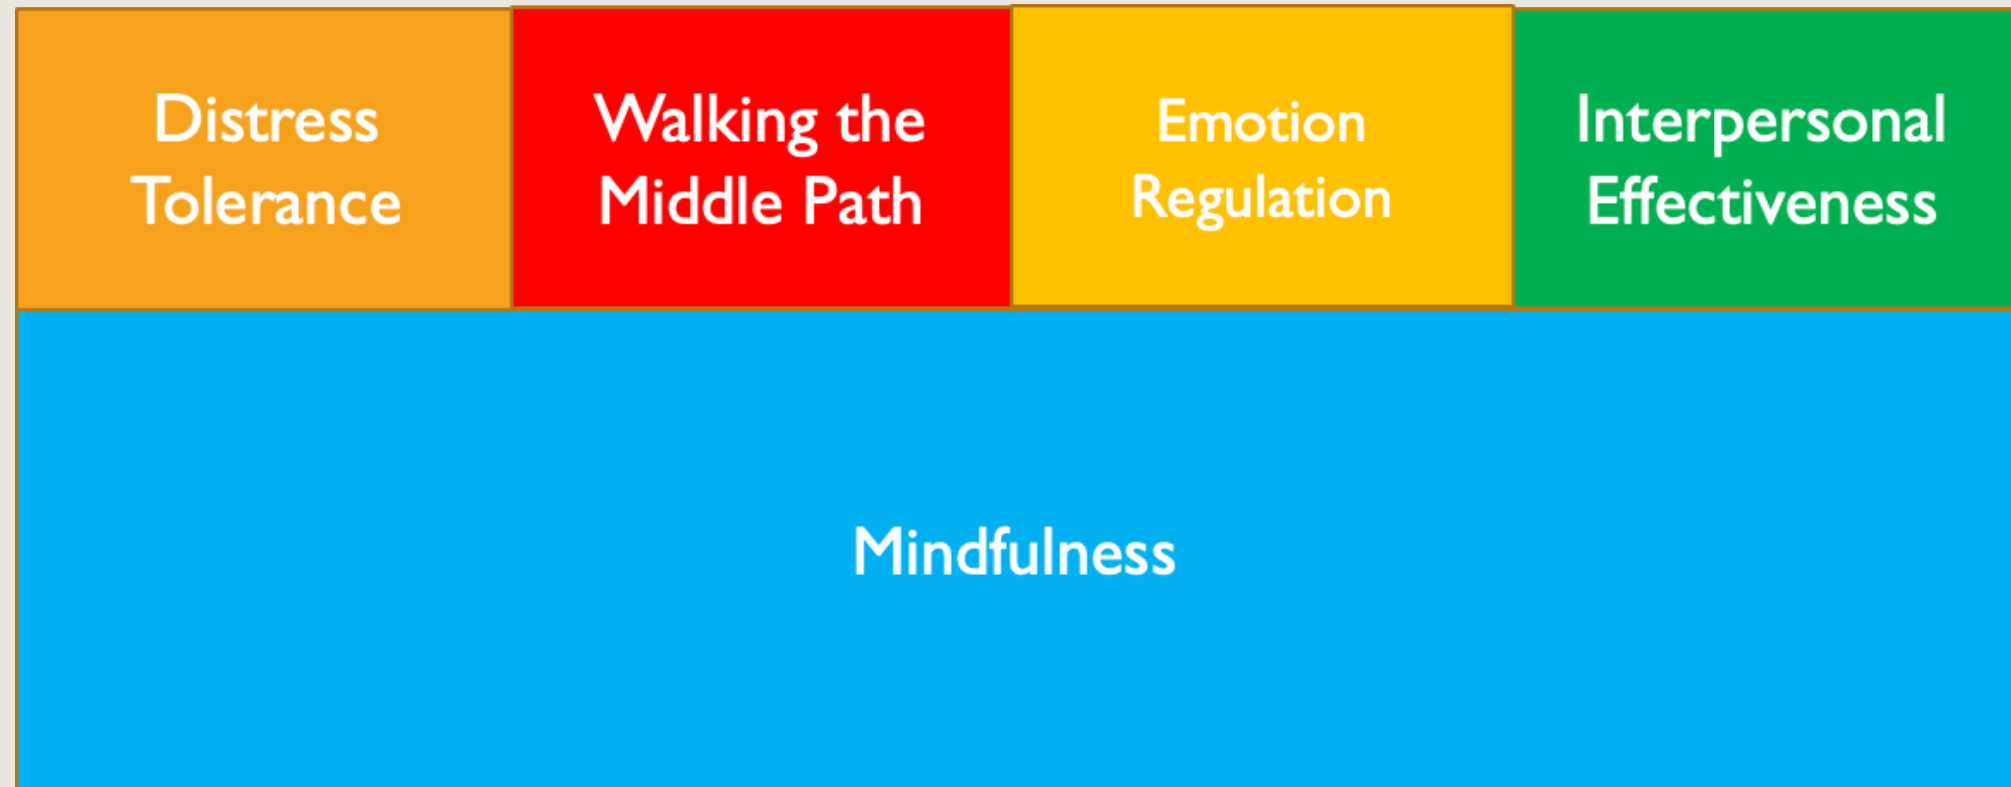 Distress
Tolerance
Walking the
Middle Path
Emotion
Regulation
Interpersonal
Effectiveness
Mindfulness